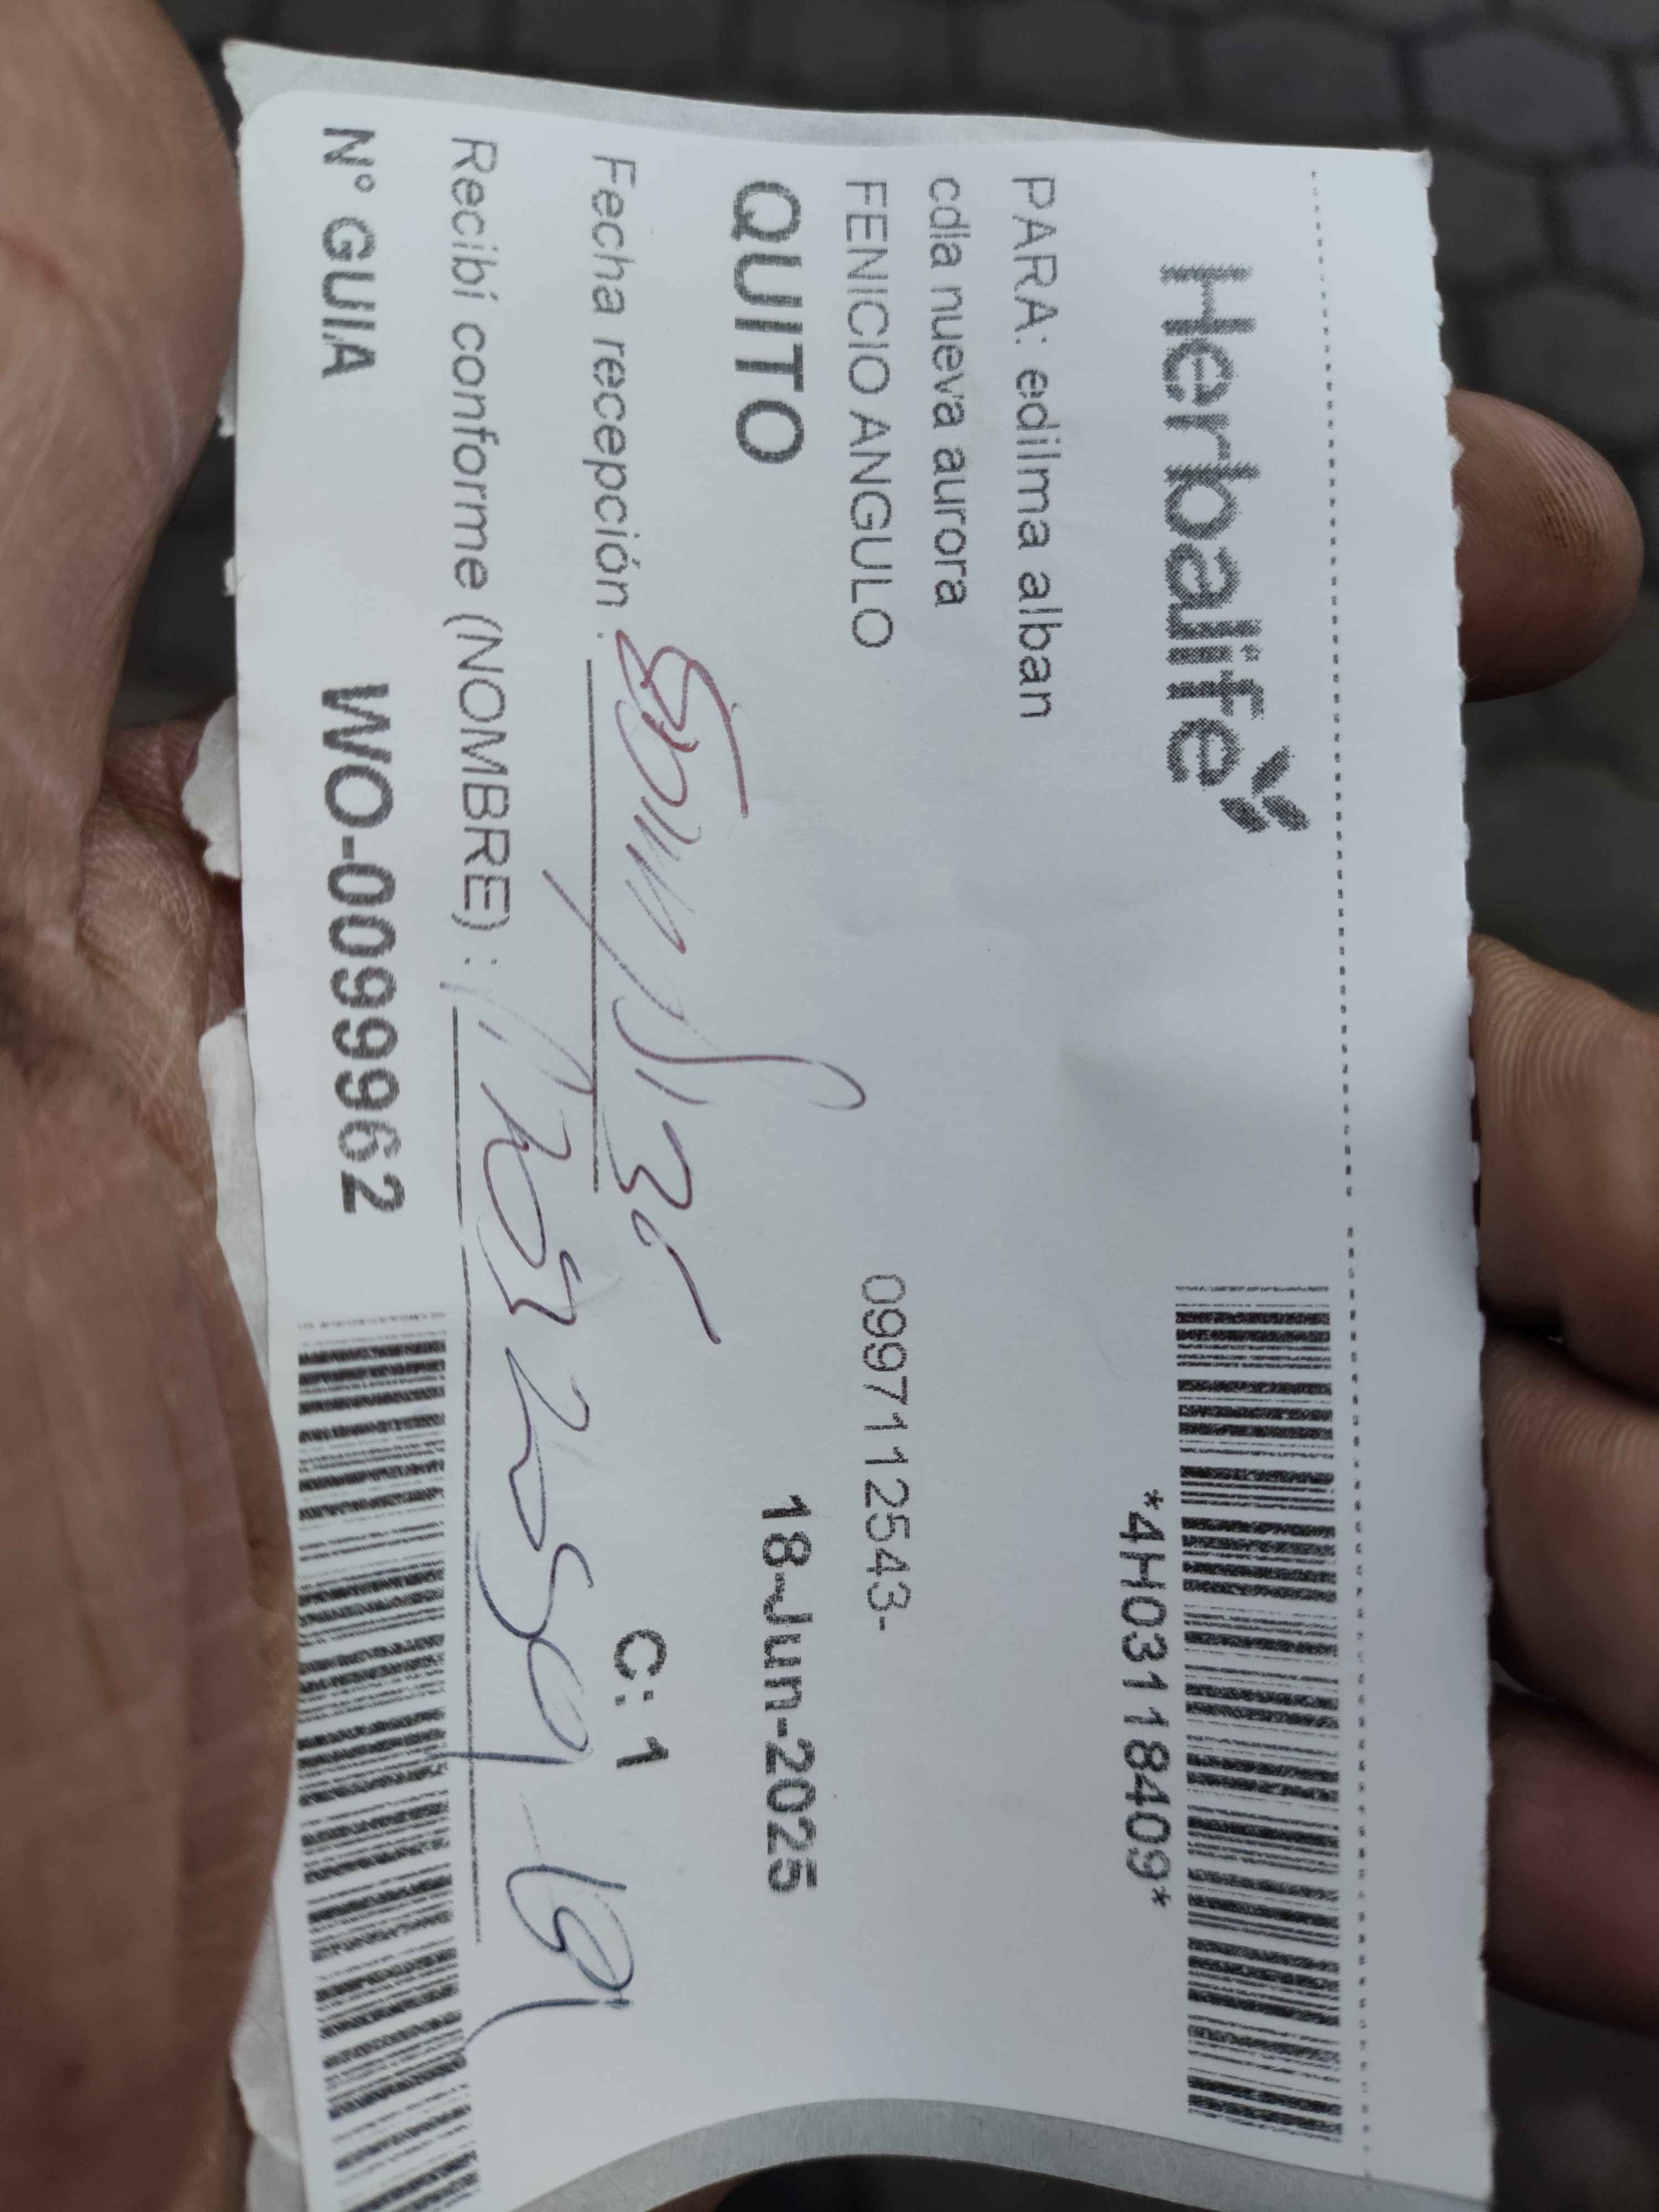 Herbalife
*4H03118409*
PARA: edilma alban
cdla nueva aurora
FENICIO ANGULO 0997112543-
QUITO 18-Jun-2025
Fecha recepción : C: 1
Recibí conforme (NOMBRE) :
N° GUIA WO-0099962